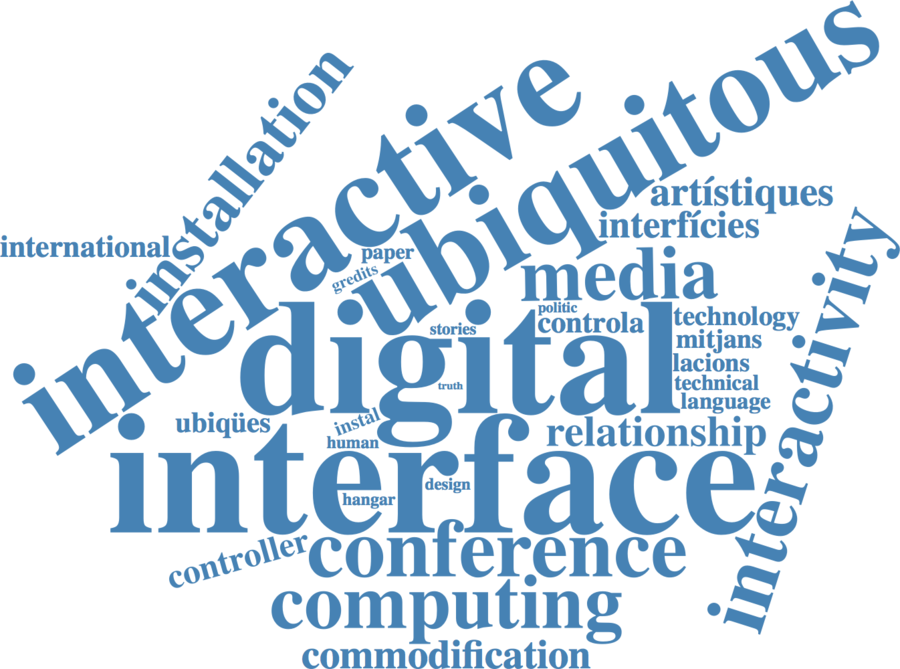 ubiquitous
interactive
installation
artístiques
interfícies
international
paper
gredits
media
politic
controla
technology
stories
digital
mitjans
lacions
truth
technical
language
interactivity
ubiqües
instal
human
relationship
interface
design
hangar
controller
conference
computing
commodification